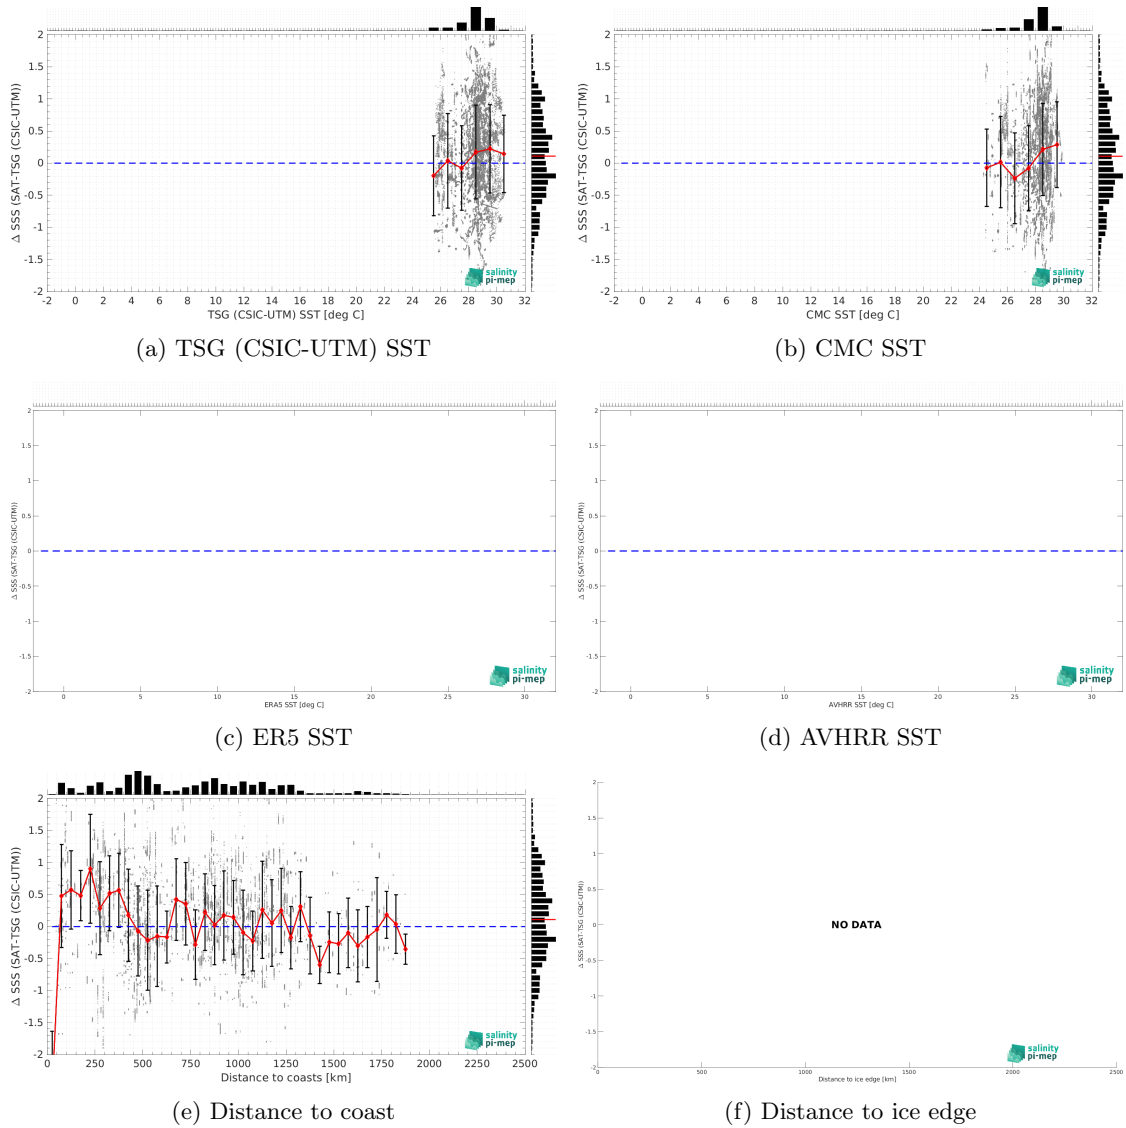 2
1.5
1
0.5
0
-0.5
-1
-1.5
-2
Δ SSS (SAT-TSG (CSIC-UTM))
-2 0 2 4 6 8 10 12 14 16 18 20 22 24 26 28 30 32
TSG (CSIC-UTM) SST [deg C]
salinity
pi-mep
(a) TSG (CSIC-UTM) SST
2
1.5
1
0.5
0
-0.5
-1
-1.5
-2
Δ SSS (SAT-TSG (CSIC-UTM))
-2 0 2 4 6 8 10 12 14 16 18 20 22 24 26 28 30 32
CMC SST [deg C]
salinity
pi-mep
(b) CMC SST
2
1.5
1
0.5
0
-0.5
-1
-1.5
-2
Δ SSS (SAT-TSG (CSIC-UTM))
0 5 10 15 20 25 30
ERA5 SST [deg C]
salinity
pi-mep
(c) ER5 SST
2
1.5
1
0.5
0
-0.5
-1
-1.5
-2
Δ SSS (SAT-TSG (CSIC-UTM))
0 5 10 15 20 25 30
AVHRR SST [deg C]
salinity
pi-mep
(d) AVHRR SST
2
1.5
1
0.5
0
-0.5
-1
-1.5
-2
Δ SSS (SAT-TSG (CSIC-UTM))
0 250 500 750 1000 1250 1500 1750 2000 2250 2500
Distance to coasts [km]
salinity
pi-mep
(e) Distance to coast
2
1.5
1
0.5
0
-0.5
-1
-1.5
-2
Δ SSS (SAT-TSG (CSIC-UTM))
NO DATA
0 500 1000 1500 2000 2500
Distance to ice edge [km]
salinity
pi-mep
(f) Distance to ice edge